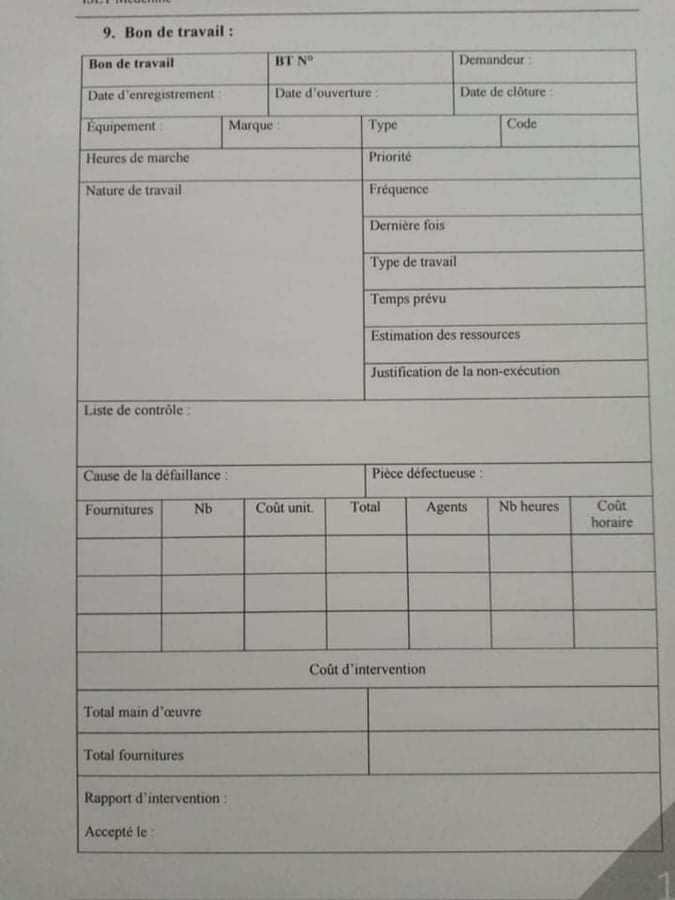 9. Bon de travail :
Bon de travail BT N° Demandeur :
Date d'enregistrement : Date d'ouverture : Date de clôture :
Équipement : Marque : Type Code
Heures de marche Priorité
Nature de travail Fréquence
Dernière fois
Type de travail
Temps prévu
Estimation des ressources
Justification de la non-exécution
Liste de contrôle :
Cause de la défaillance : Pièce défectueuse :
Fournitures Nb Coût unit. Total Agents Nb heures Coût horaire
Coût d'intervention
Total main d'œuvre
Total fournitures
Rapport d'intervention :
Accepté le :
1